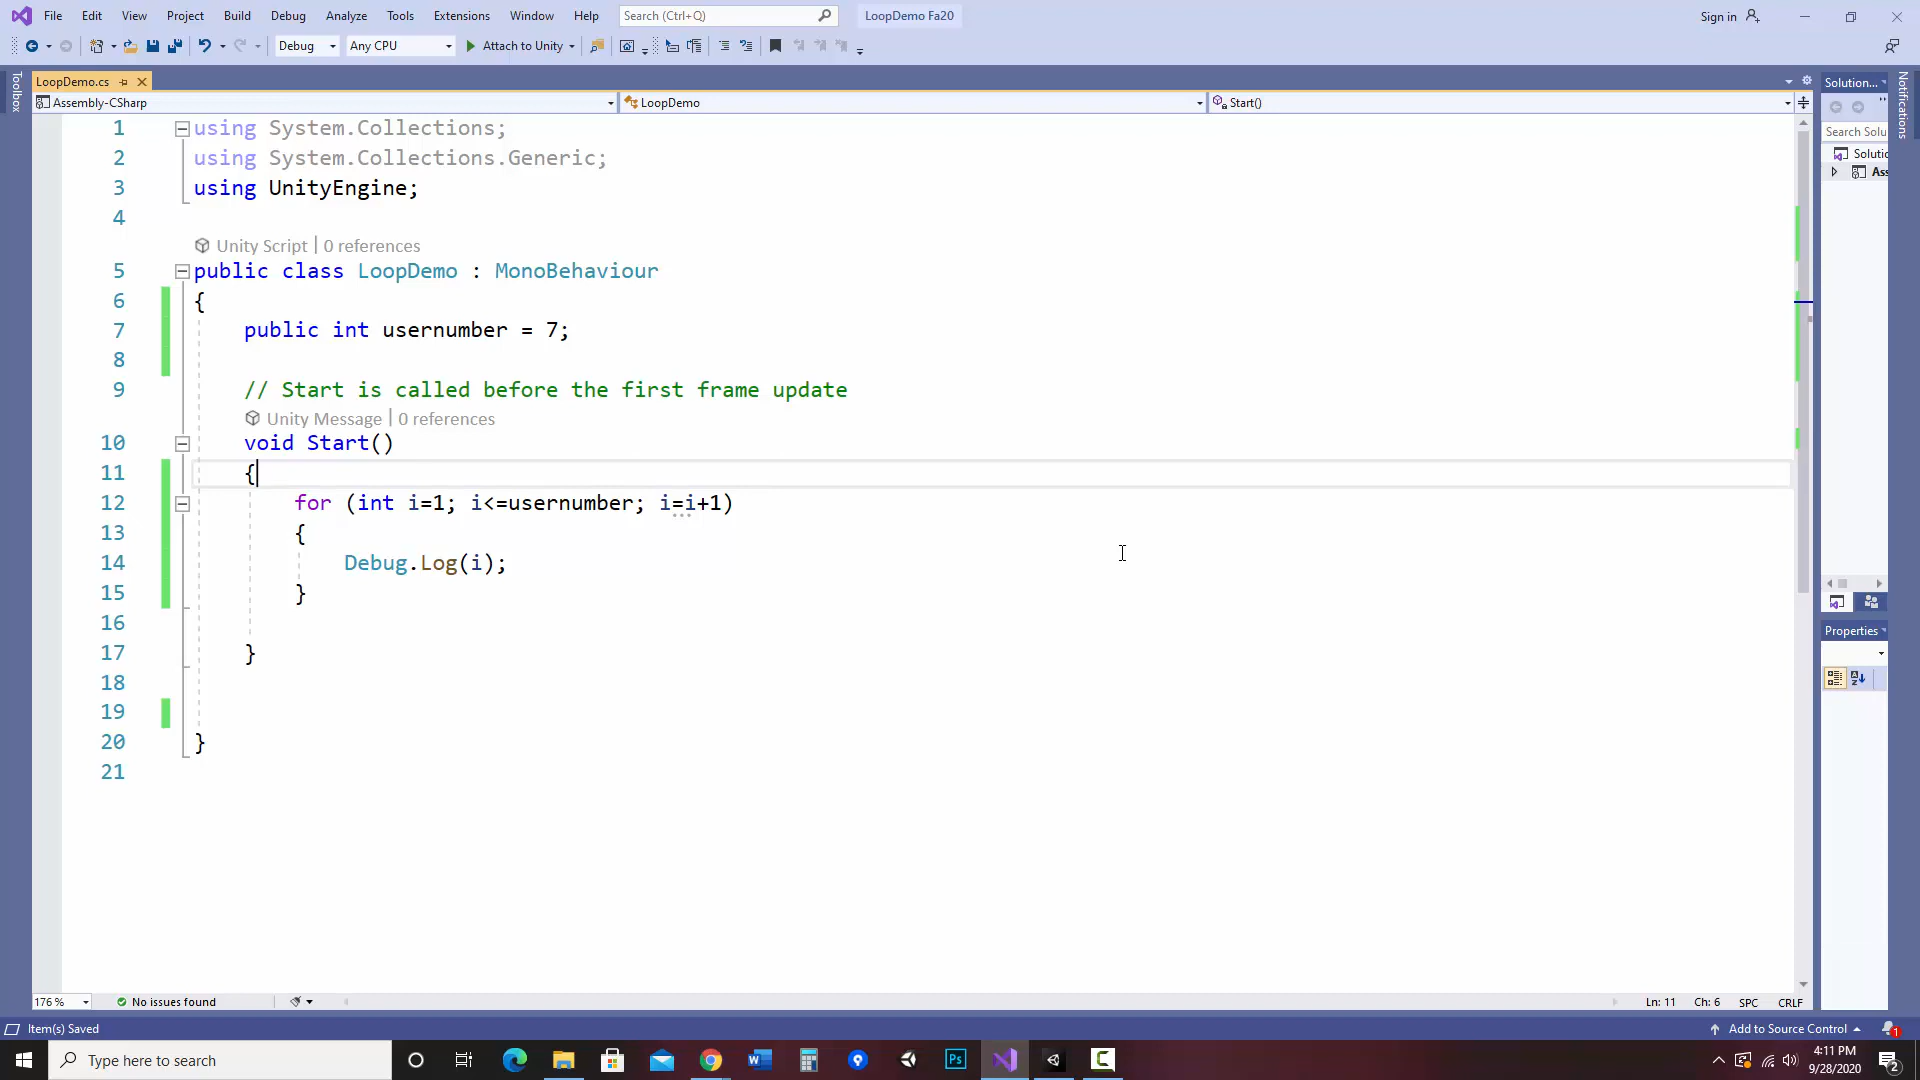 File Edit View Project Build Debug Analyze Tools Extensions Window Help Search (Ctrl+Q) LoopDemo Fa20 Sign in
Debug Any CPU Attach to Unity
Toolbox
LoopDemo.cs
Solution...
Notifications
Assembly-CSharp LoopDemo Start()
Search Solu
Solutic
Ass
1 using System.Collections;
2 using System.Collections.Generic;
3 using UnityEngine;
4
Unity Script | 0 references
5 public class LoopDemo : MonoBehaviour
6 {
7 public int usernumber = 7;
8
9 // Start is called before the first frame update
Unity Message | 0 references
10 void Start()
11 {
12 for (int i=1; i<=usernumber; i=i+1)
13 {
14 Debug.Log(i);
15 }
16
17 }
18
19
20 }
21
Properties
176 % No issues found Ln: 11 Ch: 6 SPC CRLF
Item(s) Saved Add to Source Control 1
Type here to search 4:11 PM
9/28/2020 2